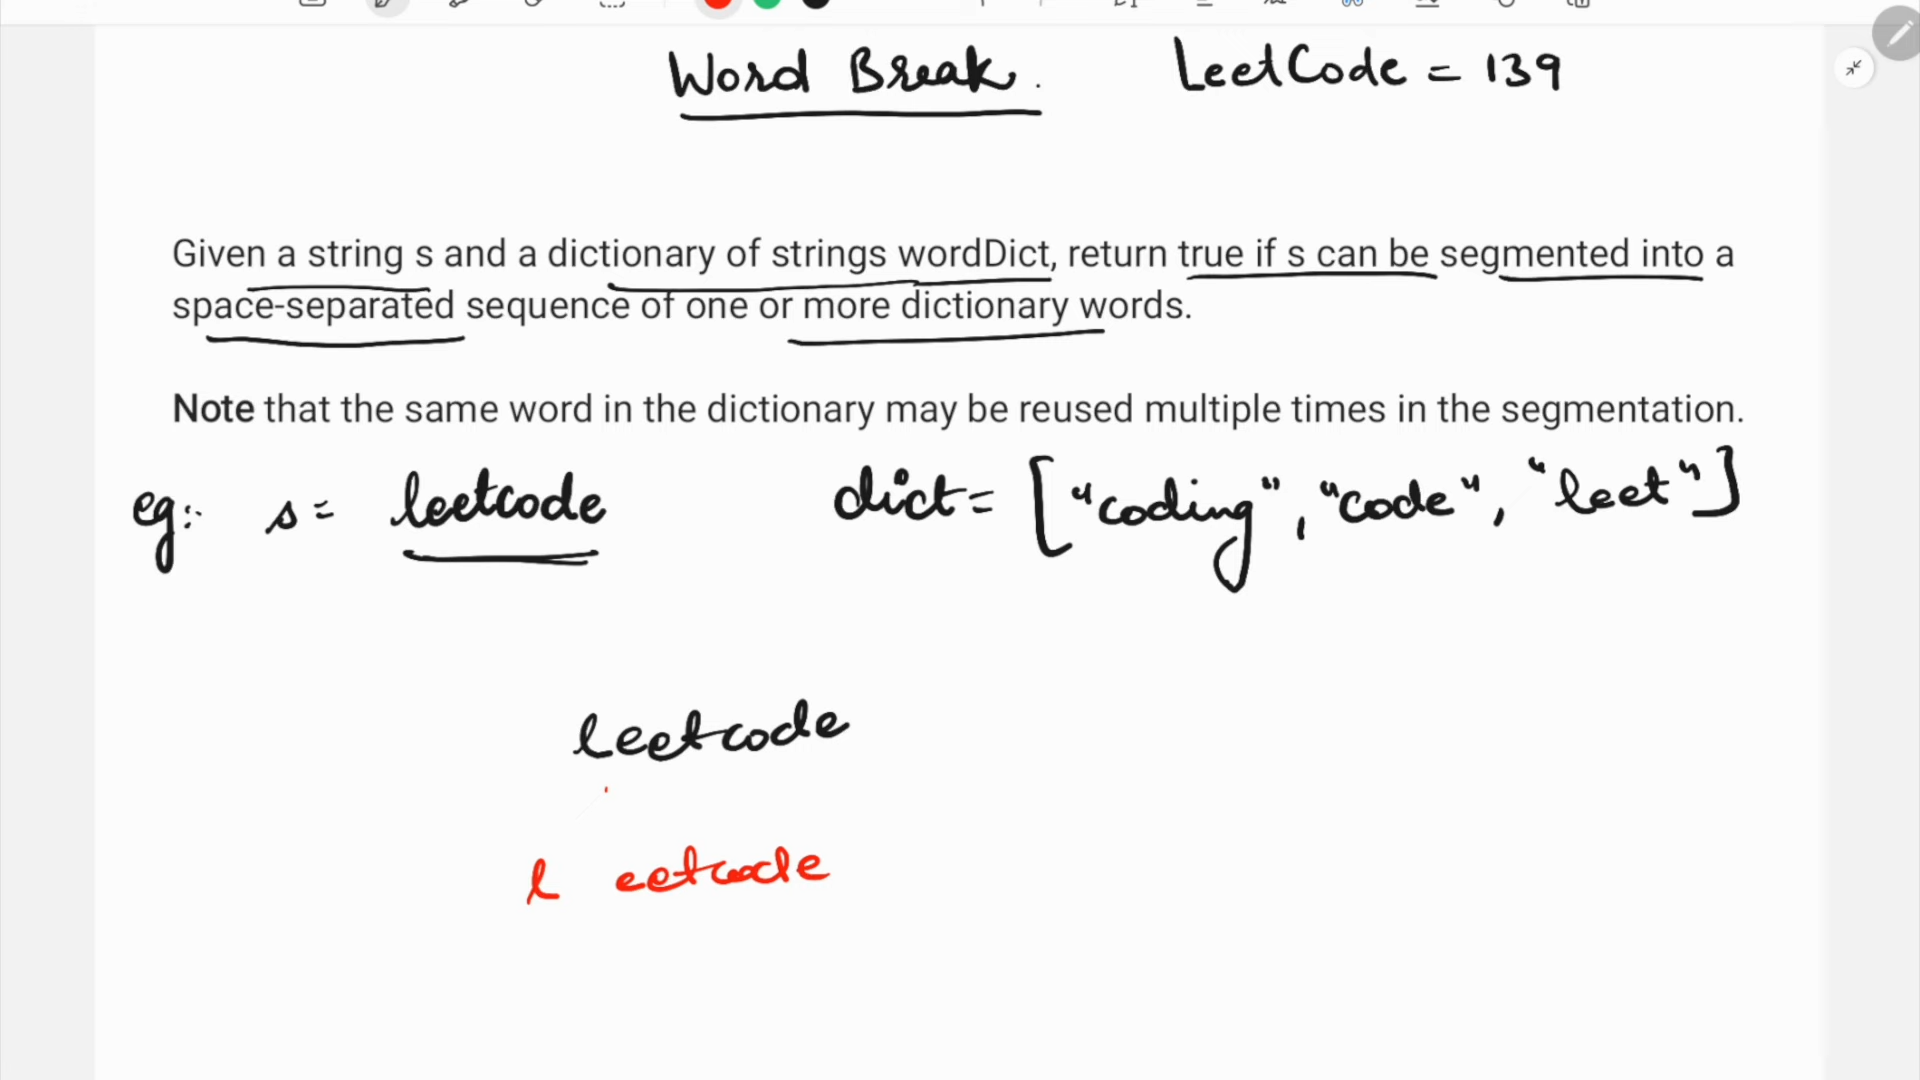 Word Break. LeetCode = 139
Given a string s and a dictionary of strings wordDict, return true if s can be segmented into a
space-separated sequence of one or more dictionary words.
Note that the same word in the dictionary may be reused multiple times in the segmentation.
eg:- s = leetcode dict = ["coding", "code", "leet"]
leetcode
l eetcode